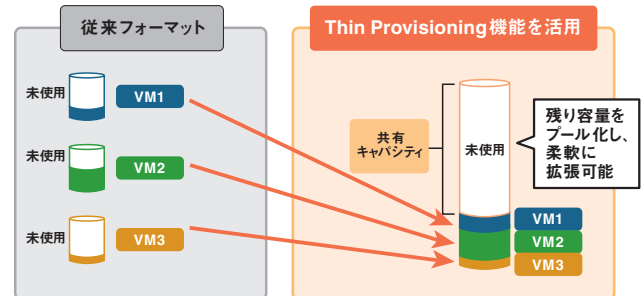 従来フォーマット
未使用
VM1
未使用
VM2
未使用
VM3
Thin Provisioning機能を活用
共有
キャパシティ
未使用
残り容量を
プール化し、
柔軟に
拡張可能
VM1
VM2
VM3